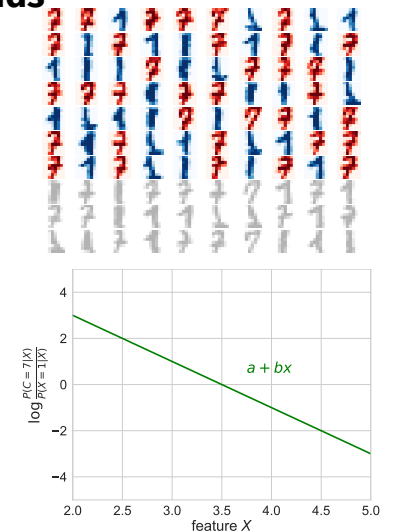 4
2
0
−2
−4
log P(C = 7|X) / P(X = 1|X)
a + bx
2.0 2.5 3.0 3.5 4.0 4.5 5.0
feature X